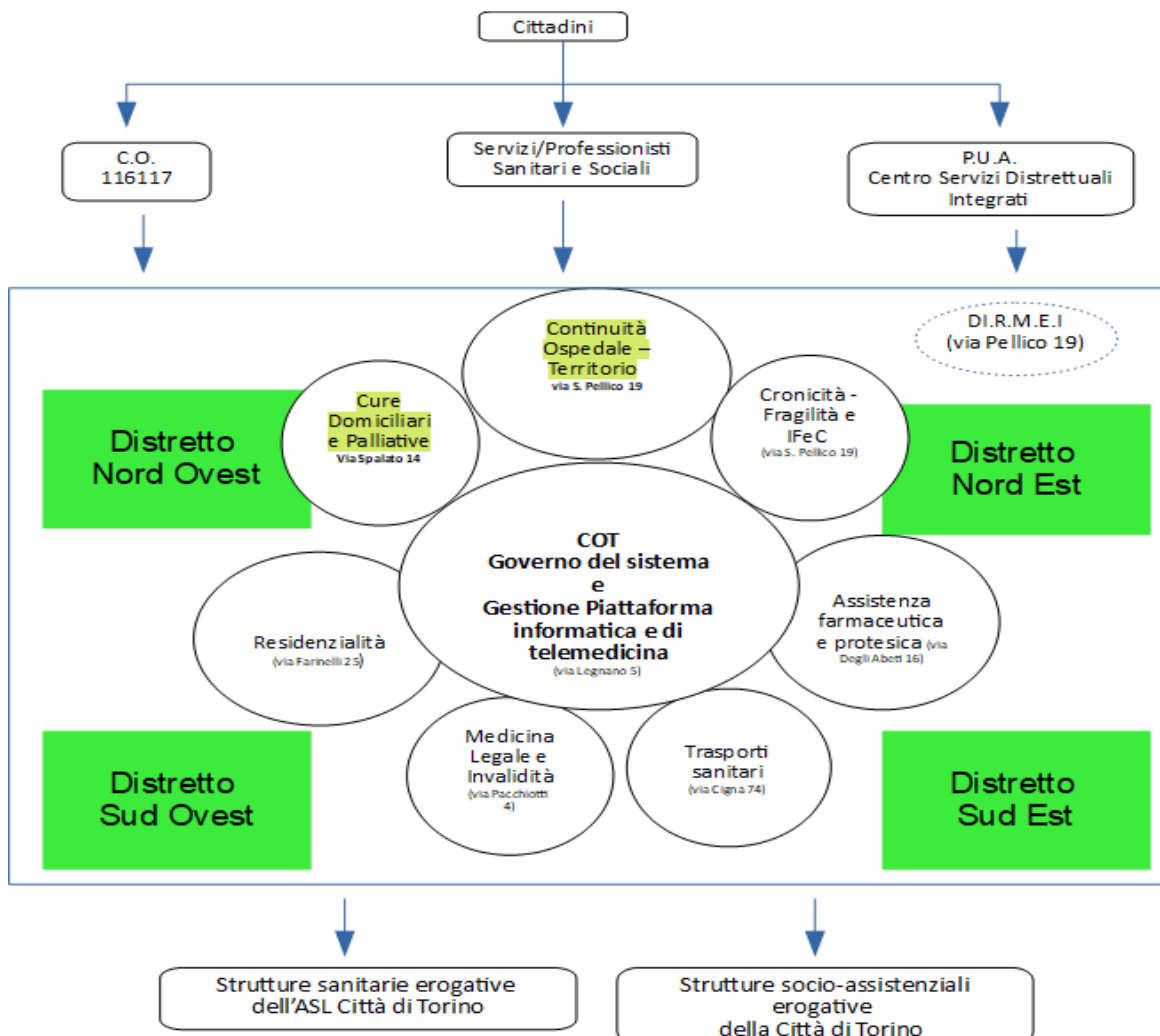 Cittadini
C.O.
116117
Servizi/Professionisti
Sanitari e Sociali
P.U.A.
Centro Servizi Distrettuali
Integrati
DI.R.M.E.I
(via Pellico 19)
Continuità
Ospedale –
Territorio
via S. Pellico 19
Cure
Domiciliari
e Palliative
Via Spalato 14
Cronicità -
Fragilità e
IFeC
(via S. Pellico 19)
Distretto
Nord Ovest
Distretto
Nord Est
COT
Governo del sistema
e
Gestione Piattaforma
informatica e di
telemedicina
(via Legnano 5)
Residenzialità
(via Farinelli 25)
Assistenza
farmaceutica
e protesica (via
Degli Abeti 16)
Medicina
Legale e
Invalidità
(via Pacchiotti
4)
Trasporti
sanitari
(via Cigna 74)
Distretto
Sud Ovest
Distretto
Sud Est
Strutture sanitarie erogative
dell'ASL Città di Torino
Strutture socio-assistenziali
erogative
della Città di Torino